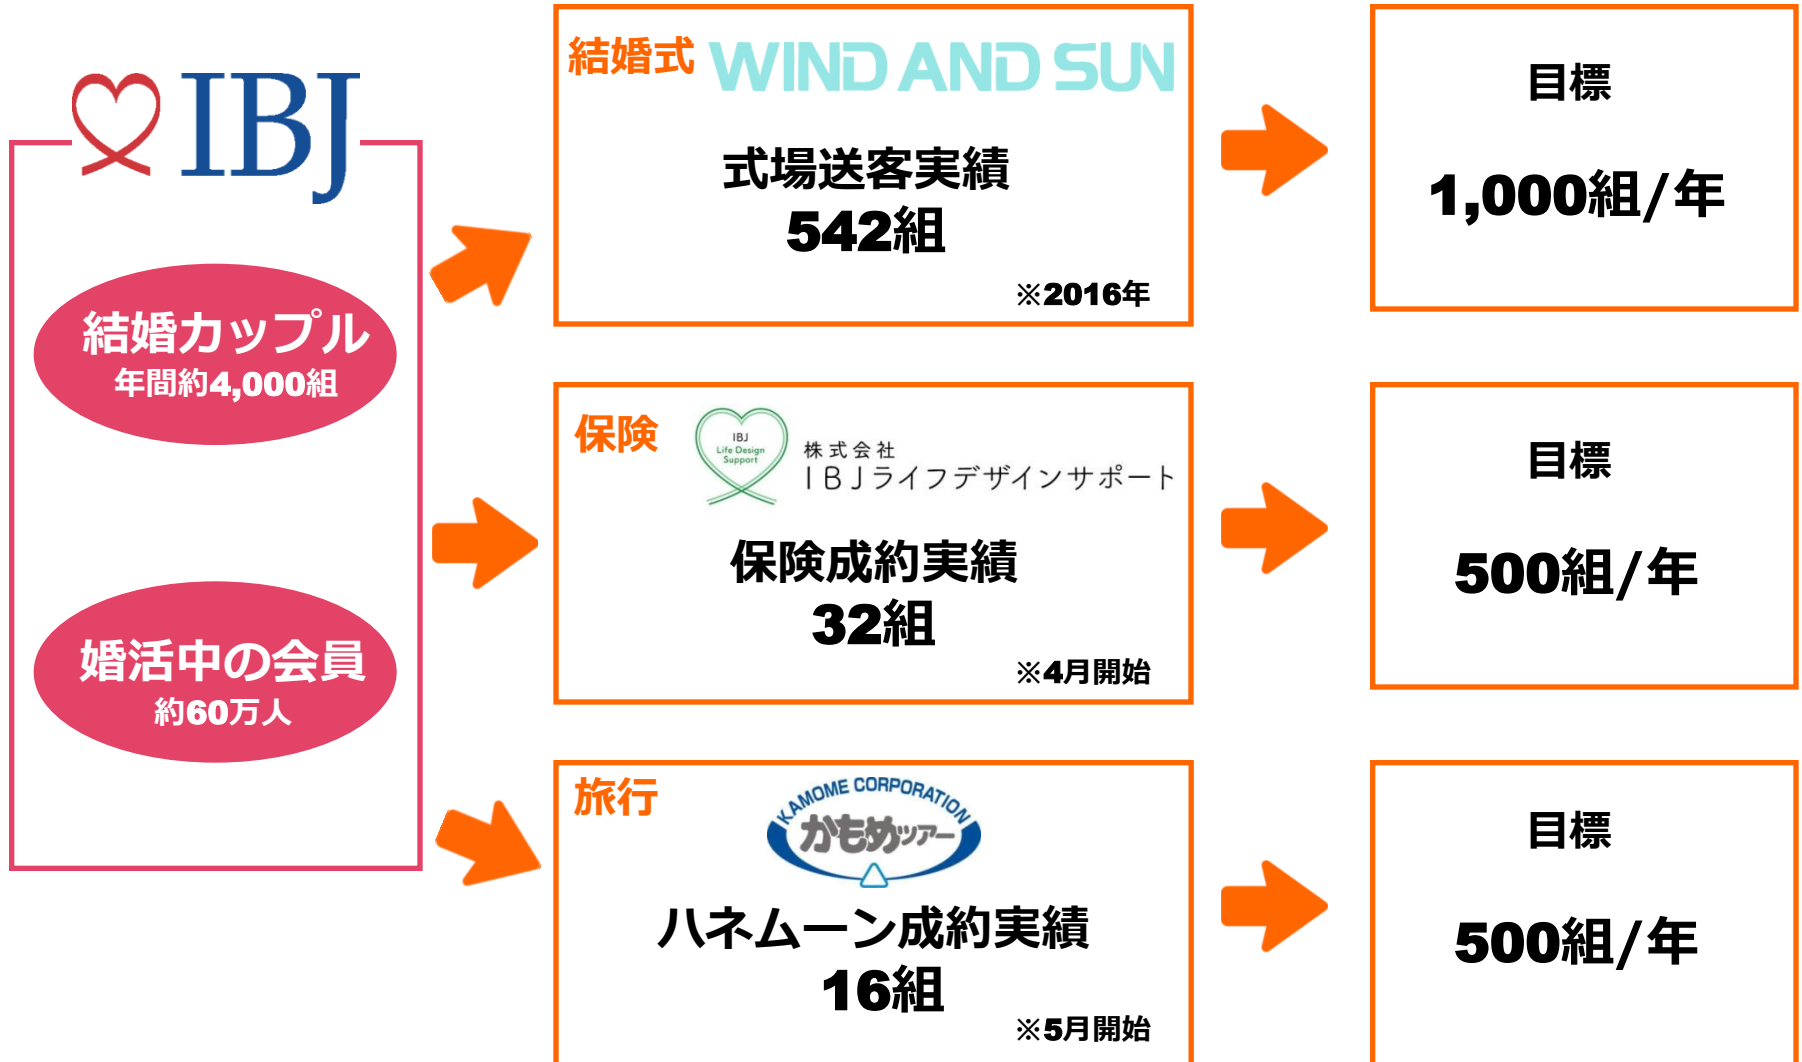 IBJ
結婚カップル
年間約4,000組
婚活中の会員
約60万人
結婚式 WIND AND SUN
式場送客実績
542組
※2016年
目標
1,000組/年
保険
IBJ
Life Design
Support
株式会社
IBJライフデザインサポート
保険成約実績
32組
※4月開始
目標
500組/年
旅行
KAMOME CORPORATION
かもめツアー
ハネムーン成約実績
16組
※5月開始
目標
500組/年